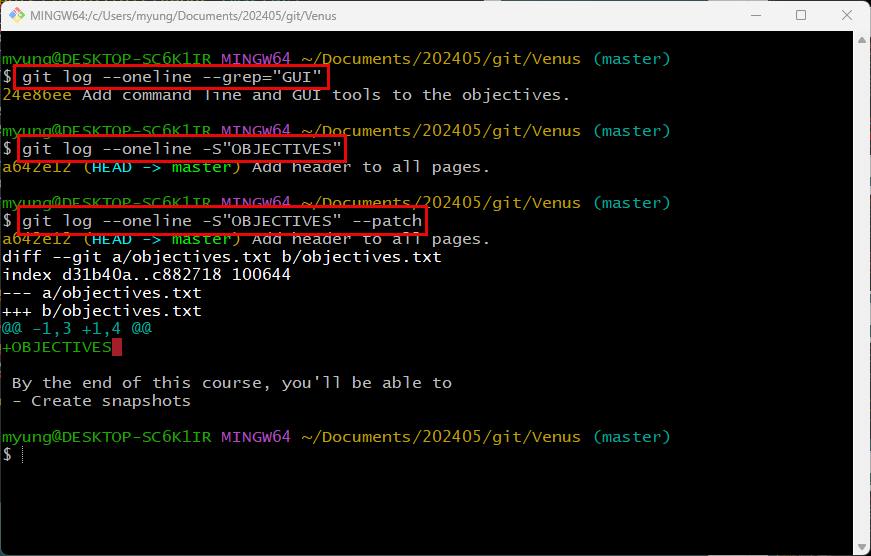 MINGW64:/c/Users/myung/Documents/202405/git/Venus
myung@DESKTOP-SC6K1IR MINGW64 ~/Documents/202405/git/Venus (master)
$ git log --oneline --grep="GUI"
24e86ee Add command line and GUI tools to the objectives.
myung@DESKTOP-SC6K1IR MINGW64 ~/Documents/202405/git/Venus (master)
$ git log --oneline -S"OBJECTIVES"
a642e12 (HEAD -> master) Add header to all pages.
myung@DESKTOP-SC6K1IR MINGW64 ~/Documents/202405/git/Venus (master)
$ git log --oneline -S"OBJECTIVES" --patch
a642e12 (HEAD -> master) Add header to all pages.
diff --git a/objectives.txt b/objectives.txt
index d31b40a..c882718 100644
--- a/objectives.txt
+++ b/objectives.txt
@@ -1,3 +1,4 @@
+OBJECTIVES
By the end of this course, you'll be able to
- Create snapshots
myung@DESKTOP-SC6K1IR MINGW64 ~/Documents/202405/git/Venus (master)
$